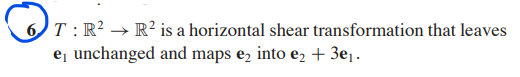 6. T : ℝ² → ℝ² is a horizontal shear transformation that leaves
e₁ unchanged and maps e₂ into e₂ + 3e₁.